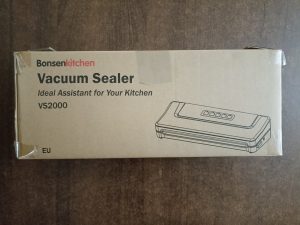 Bonsenkitchen
Vacuum Sealer
Ideal Assistant for Your Kitchen
VS2000
EU